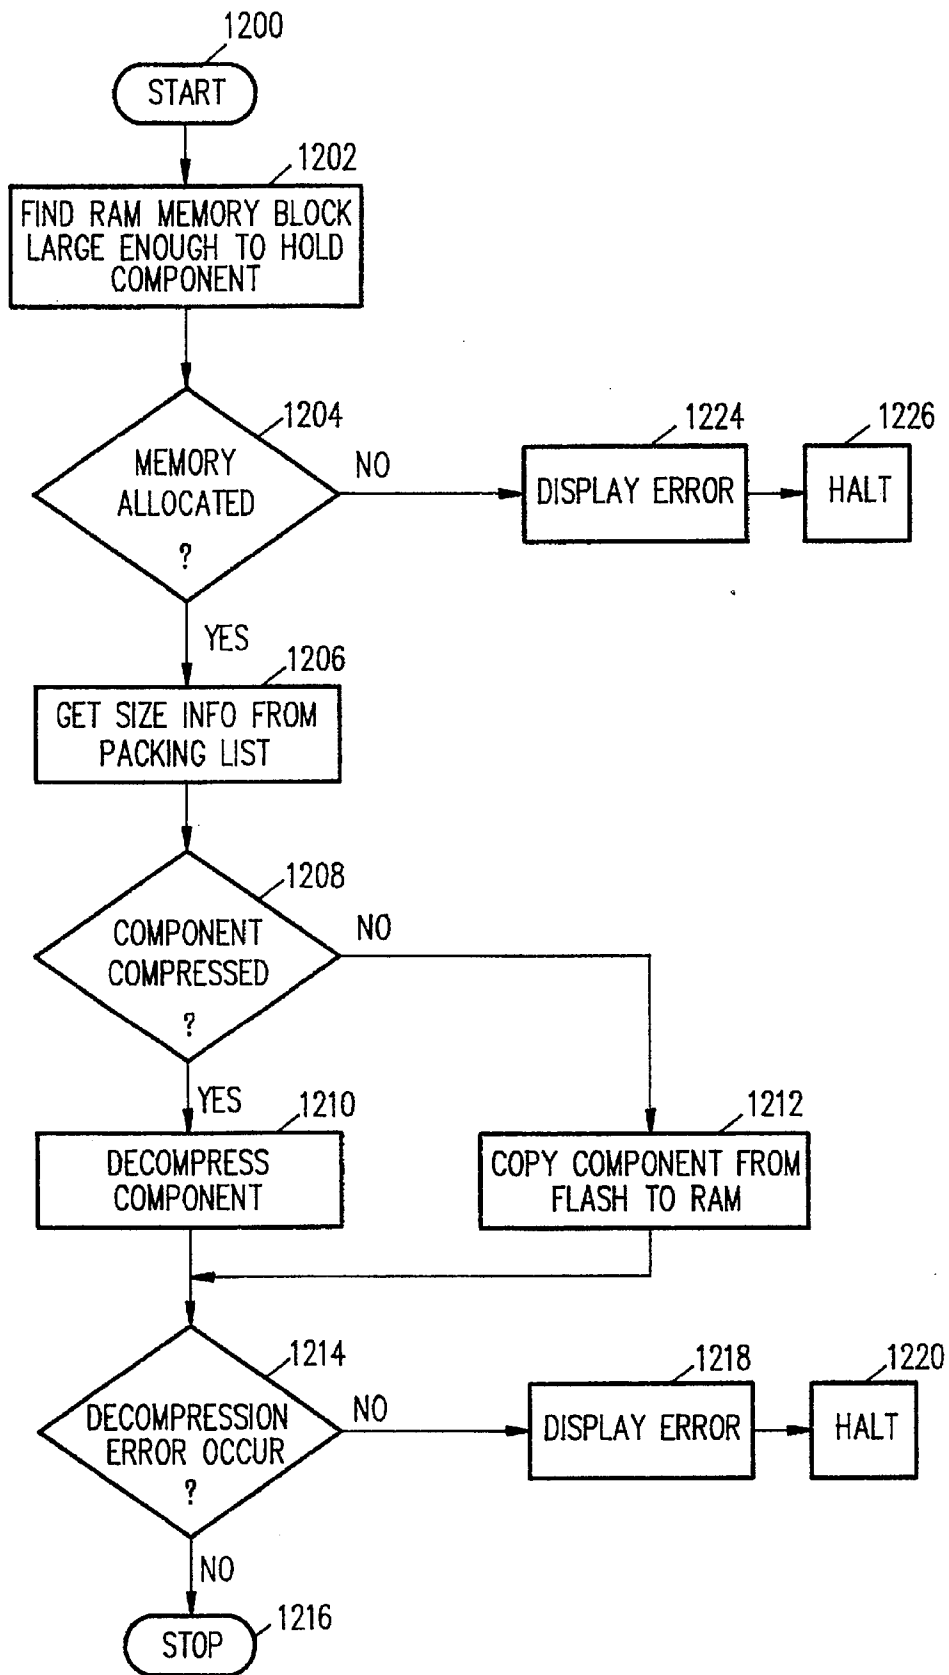 1200
START
1202
FIND RAM MEMORY BLOCK
LARGE ENOUGH TO HOLD
COMPONENT
1204
MEMORY
ALLOCATED
?
NO
1224
DISPLAY ERROR
1226
HALT
YES
1206
GET SIZE INFO FROM
PACKING LIST
1208
COMPONENT
COMPRESSED
?
NO
YES
1210
DECOMPRESS
COMPONENT
1212
COPY COMPONENT FROM
FLASH TO RAM
1214
DECOMPRESSION
ERROR OCCUR
?
NO
1218
DISPLAY ERROR
1220
HALT
NO
1216
STOP